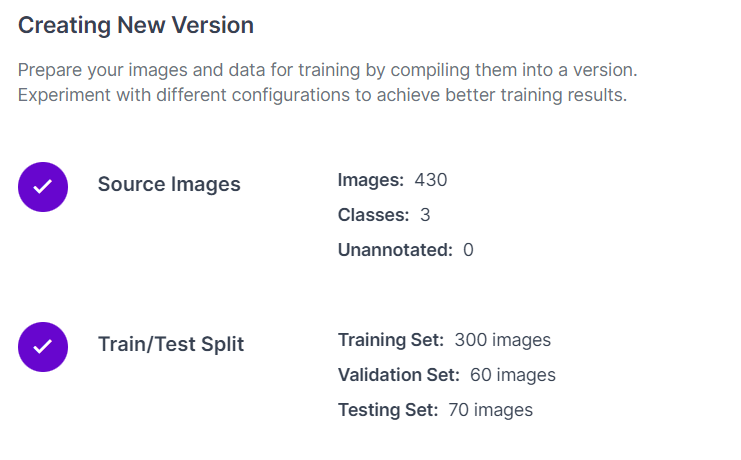 Creating New Version
Prepare your images and data for training by compiling them into a version.
Experiment with different configurations to achieve better training results.
Source Images
Images: 430
Classes: 3
Unannotated: 0
Train/Test Split
Training Set: 300 images
Validation Set: 60 images
Testing Set: 70 images